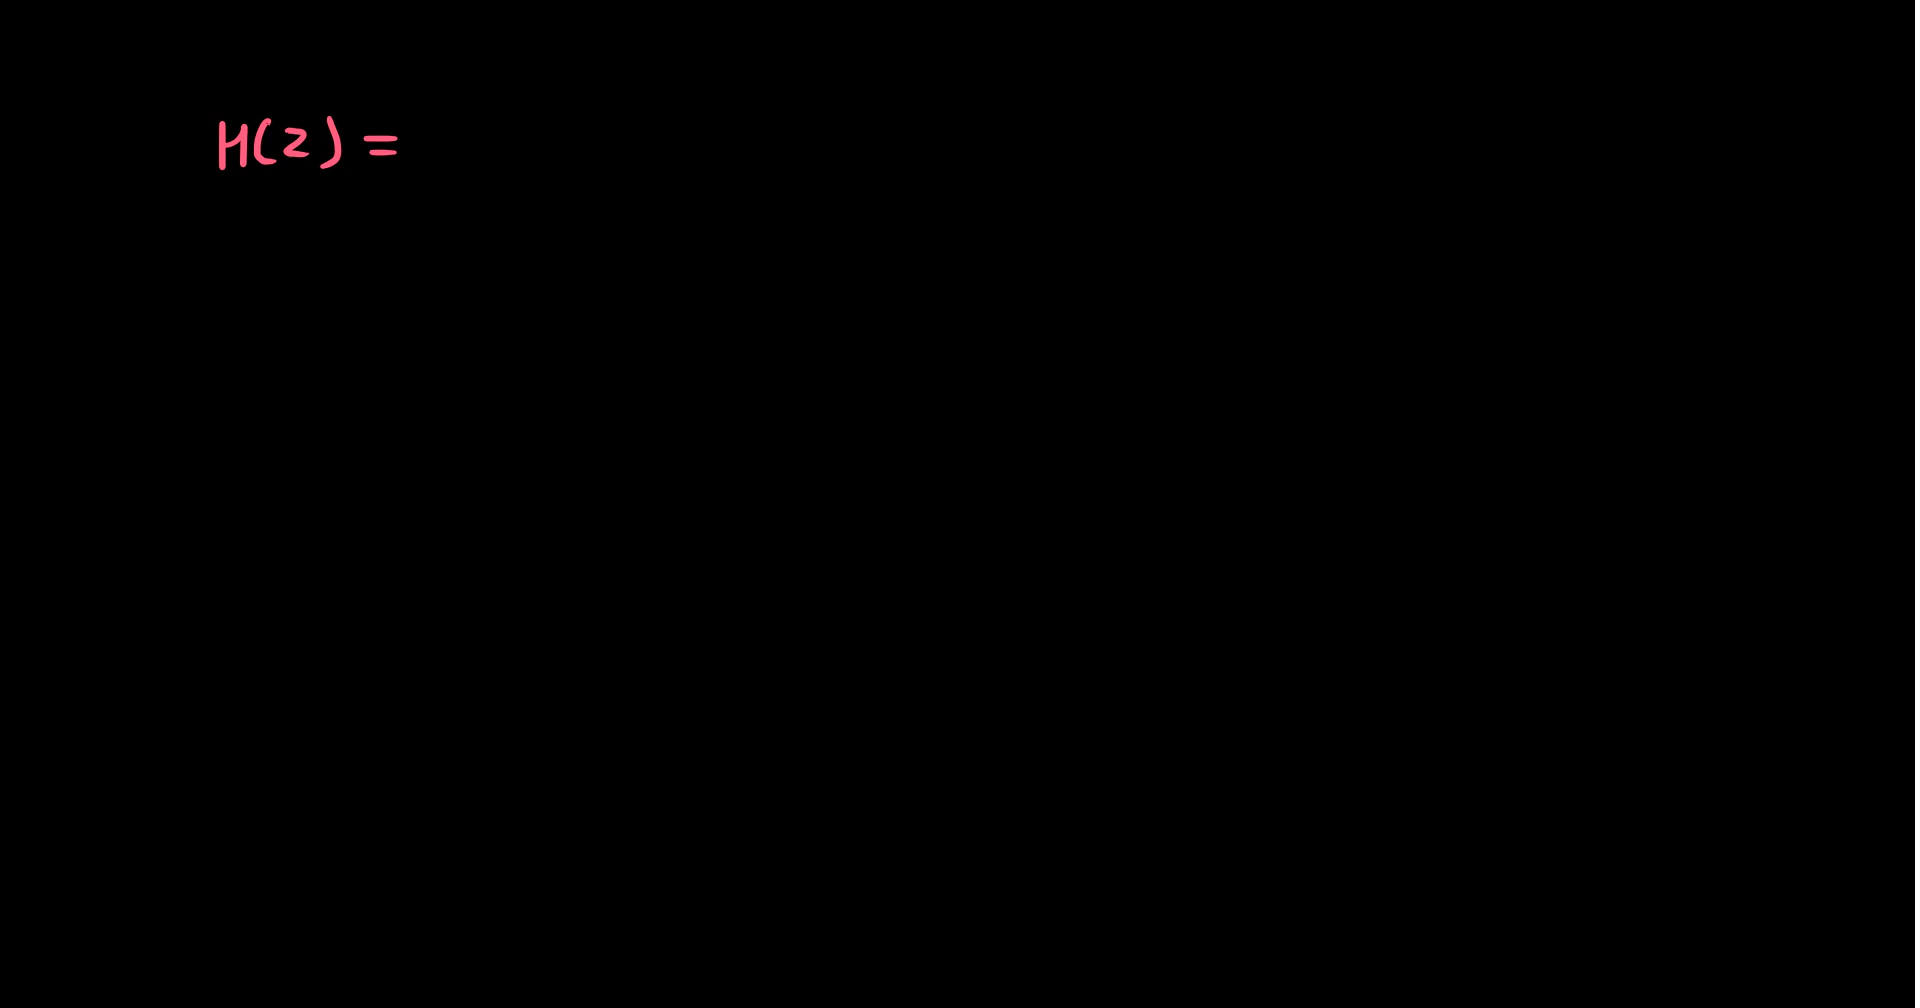 H(z) =